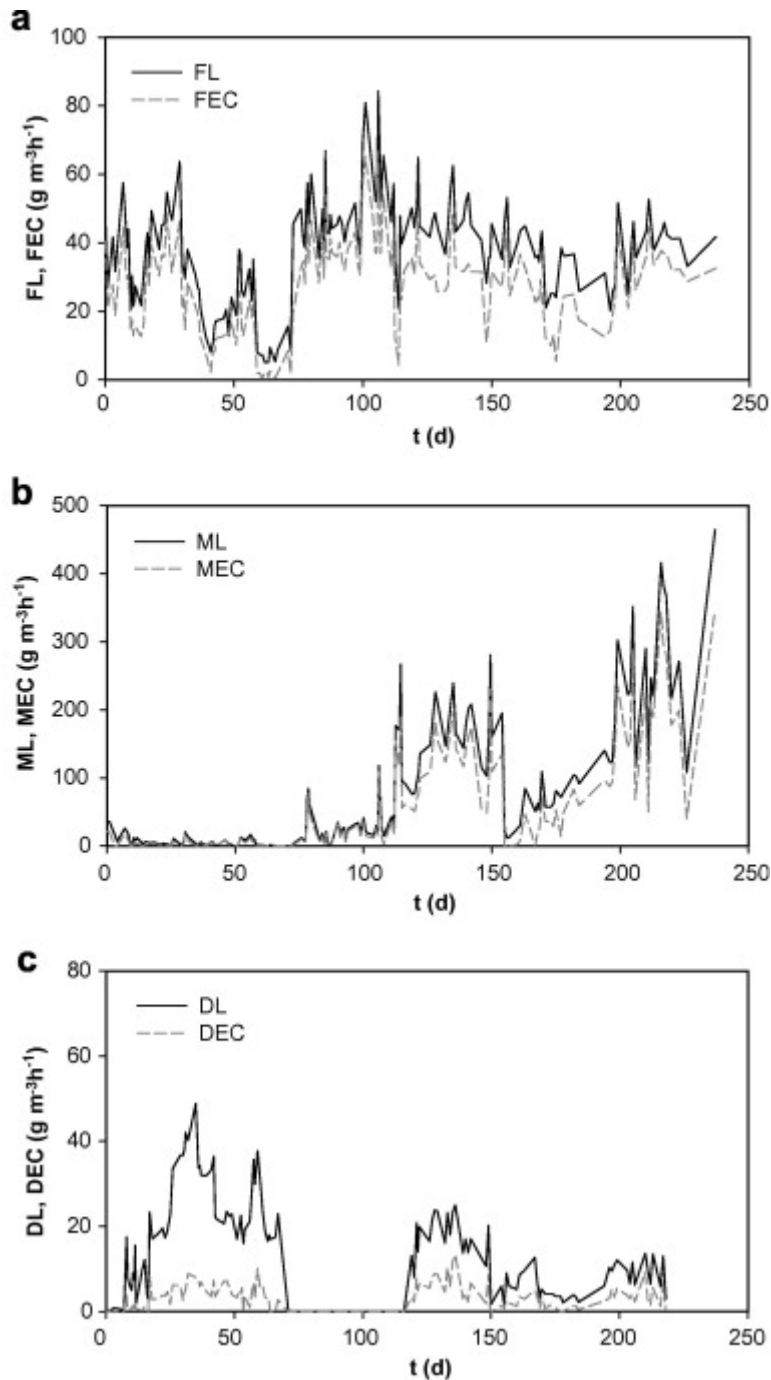 a
100
80
60
40
20
0
FL, FEC (g m⁻³h⁻¹)
FL
FEC
0 50 100 150 200 250
t (d)
b
500
400
300
200
100
0
ML, MEC (g m⁻³h⁻¹)
ML
MEC
0 50 100 150 200 250
t (d)
c
80
60
40
20
0
DL, DEC (g m⁻³h⁻¹)
DL
DEC
0 50 100 150 200 250
t (d)